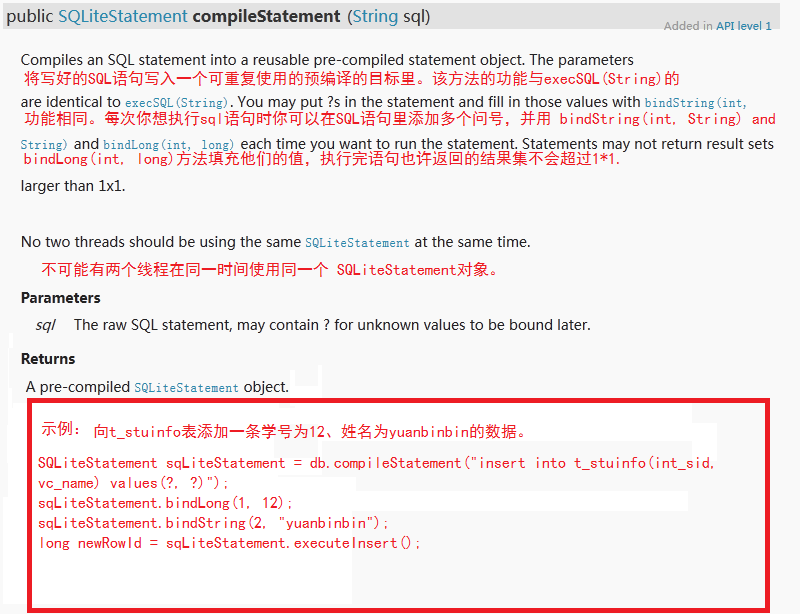 public SQLiteStatement compileStatement (String sql)
Added in API level 1
Compiles an SQL statement into a reusable pre-compiled statement object. The parameters
将写好的SQL语句写入一个可重复使用的预编译的目标里。该方法的功能与execSQL(String)的
are identical to execSQL(String). You may put ?s in the statement and fill in those values with bindString(int,
功能相同。每次你想执行sql语句时你可以在SQL语句里添加多个问号，并用 bindString(int, String) and
String) and bindLong(int, long) each time you want to run the statement. Statements may not return result sets
bindLong(int, long)方法填充他们的值，执行完语句也许返回的结果集不会超过1*1.
larger than 1x1.
No two threads should be using the same SQLiteStatement at the same time.
不可能有两个线程在同一时间使用同一个 SQLiteStatement对象。
Parameters
sql The raw SQL statement, may contain ? for unknown values to be bound later.
Returns
A pre-compiled SQLiteStatement object.
示例： 向t_stuinfo表添加一条学号为12、姓名为yuanbinbin的数据。
SQLiteStatement sqLiteStatement = db.compileStatement("insert into t_stuinfo(int_sid,
vc_name) values(?, ?)");
sqLiteStatement.bindLong(1, 12);
sqLiteStatement.bindString(2, "yuanbinbin");
long newRowId = sqLiteStatement.executeInsert();